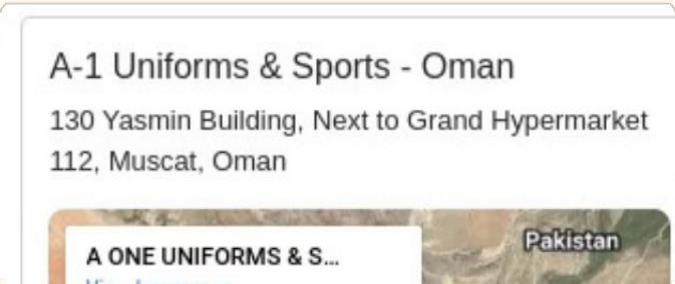 A-1 Uniforms & Sports - Oman
130 Yasmin Building, Next to Grand Hypermarket
112, Muscat, Oman
Pakistan
A ONE UNIFORMS & S...